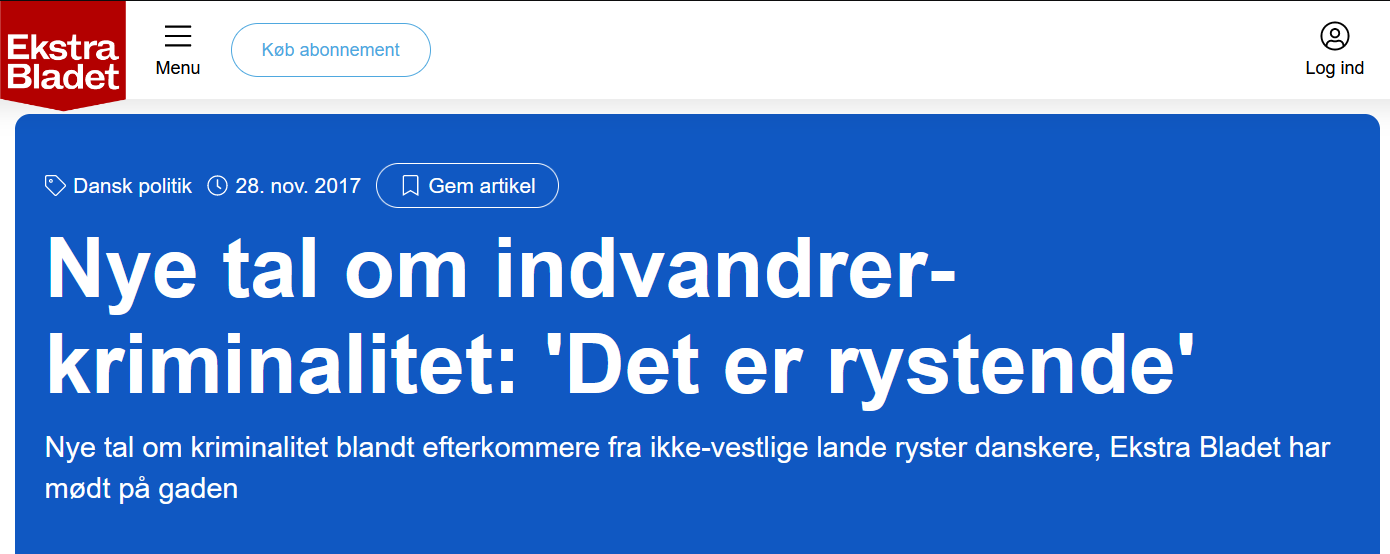 Ekstra
Bladet
Menu
Køb abonnement
Log ind
Dansk politik 28. nov. 2017 Gem artikel
Nye tal om indvandrer-
kriminalitet: 'Det er rystende'
Nye tal om kriminalitet blandt efterkommere fra ikke-vestlige lande ryster danskere, Ekstra Bladet har
mødt på gaden